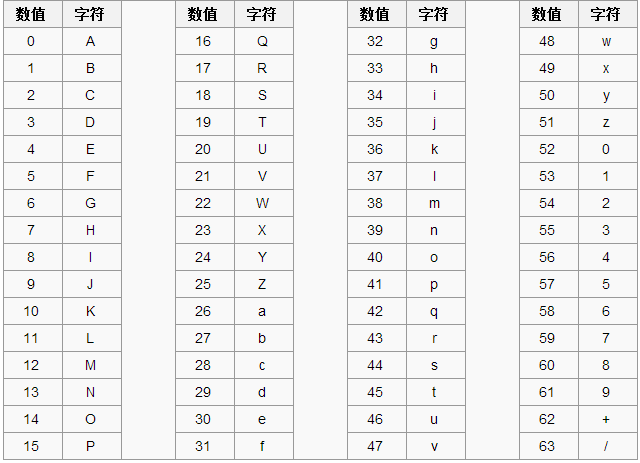 数值 字符 数值 字符 数值 字符 数值 字符
0 A 16 Q 32 g 48 w
1 B 17 R 33 h 49 x
2 C 18 S 34 i 50 y
3 D 19 T 35 j 51 z
4 E 20 U 36 k 52 0
5 F 21 V 37 l 53 1
6 G 22 W 38 m 54 2
7 H 23 X 39 n 55 3
8 I 24 Y 40 o 56 4
9 J 25 Z 41 p 57 5
10 K 26 a 42 q 58 6
11 L 27 b 43 r 59 7
12 M 28 c 44 s 60 8
13 N 29 d 45 t 61 9
14 O 30 e 46 u 62 +
15 P 31 f 47 v 63 /